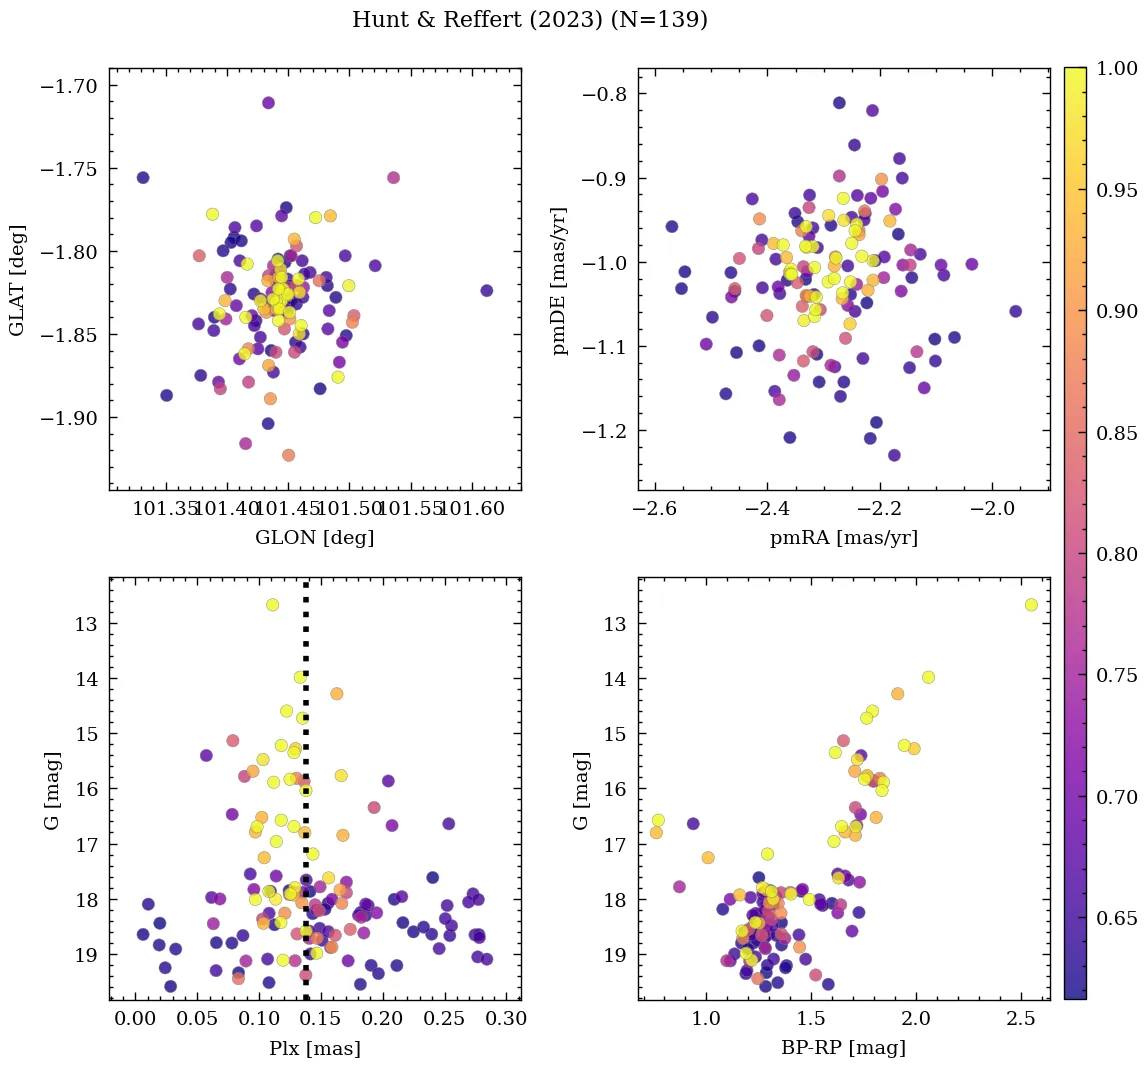 Hunt & Reffert (2023) (N=139)
−1.70
−1.75
−1.80
−1.85
−1.90
GLAT [deg]
101.35 101.40 101.45 101.50 101.55 101.60
GLON [deg]
−0.8
−0.9
−1.0
−1.1
−1.2
pmDE [mas/yr]
−2.6 −2.4 −2.2 −2.0
pmRA [mas/yr]
13
14
15
16
17
18
19
G [mag]
0.00 0.05 0.10 0.15 0.20 0.25 0.30
Plx [mas]
13
14
15
16
17
18
19
G [mag]
1.0 1.5 2.0 2.5
BP-RP [mag]
1.00
0.95
0.90
0.85
0.80
0.75
0.70
0.65